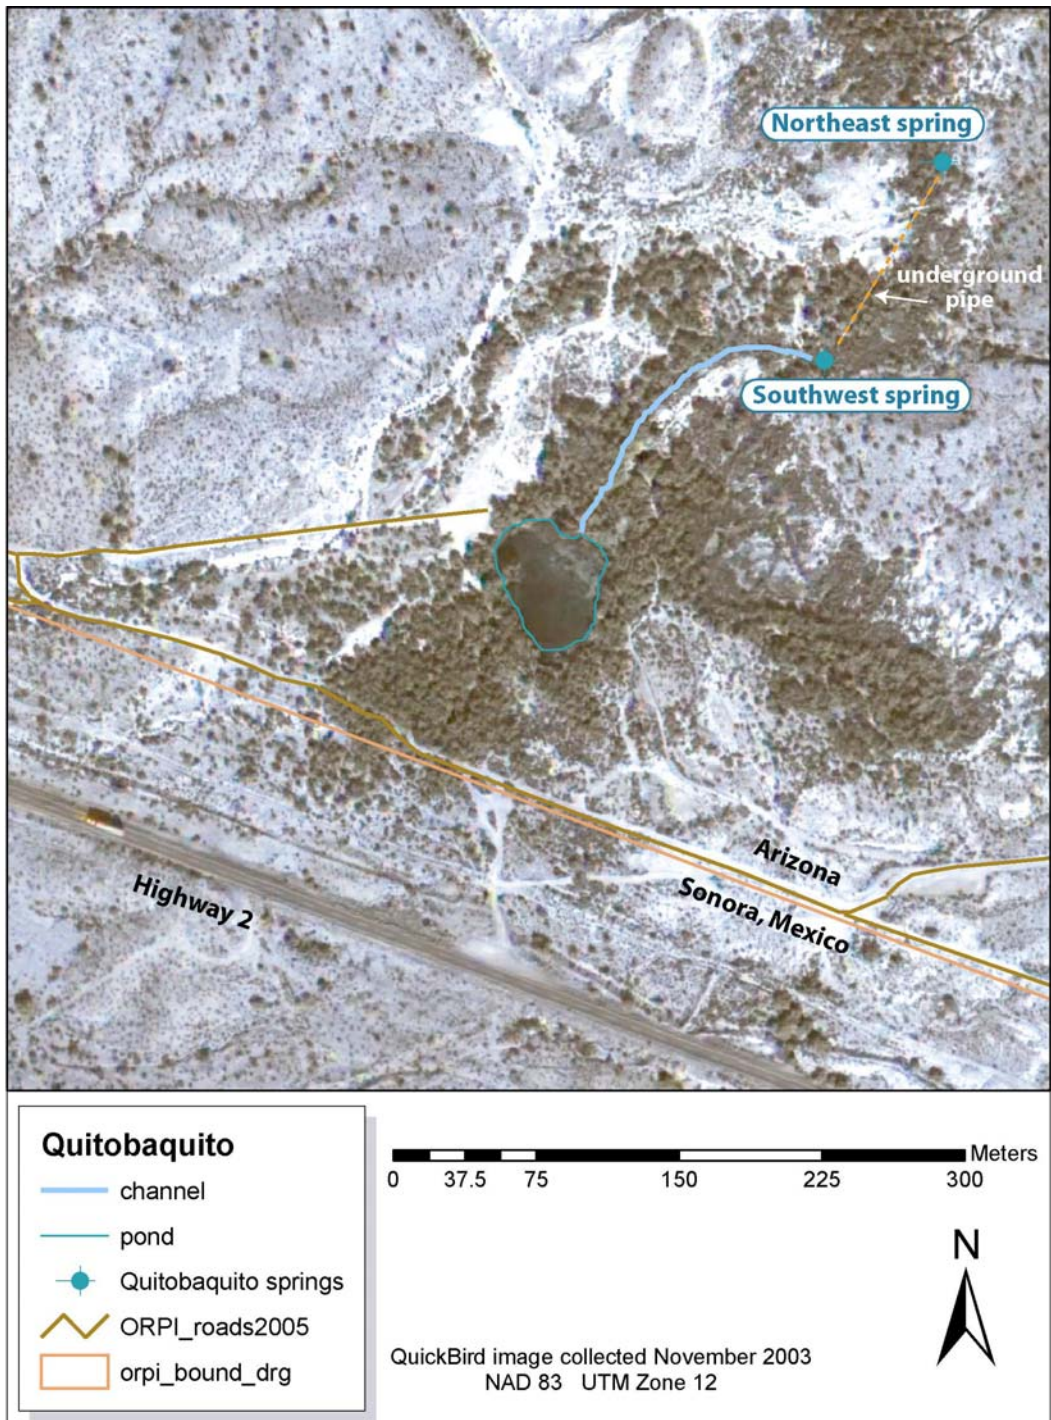 Northeast spring
underground
pipe
Southwest spring
Arizona
Sonora, Mexico
Highway 2
Quitobaquito
channel
pond
Quitobaquito springs
ORPI_roads2005
orpi_bound_drg
Meters
0 37.5 75 150 225 300
N
QuickBird image collected November 2003
NAD 83 UTM Zone 12